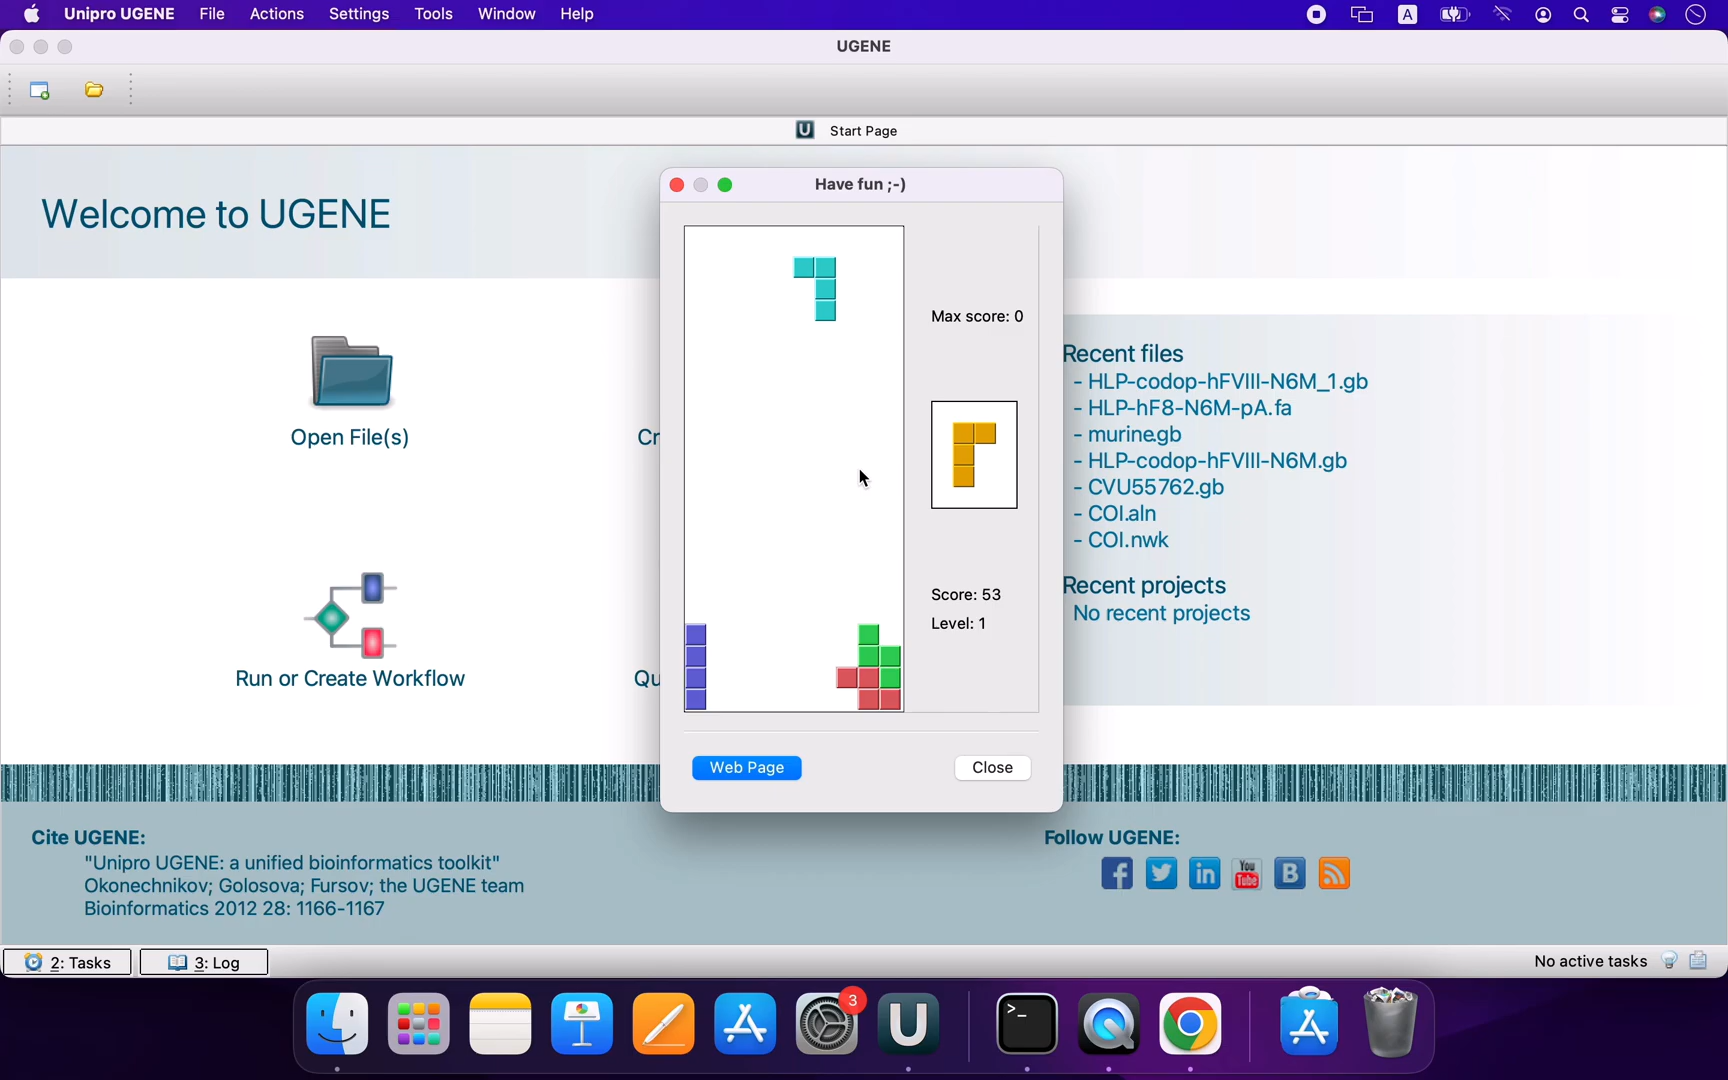 Unipro UGENE File Actions Settings Tools Window Help A
UGENE
U Start Page
Welcome to UGENE
Have fun ;-)
Max score: 0
Score: 53
Level: 1
Web Page Close
Open File(s)
Cr
Run or Create Workflow
Qu
Recent files
- HLP-codop-hFVIII-N6M_1.gb
- HLP-hF8-N6M-pA.fa
- murine.gb
- HLP-codop-hFVIII-N6M.gb
- CVU55762.gb
- COI.aln
- COI.nwk
Recent projects
No recent projects
Cite UGENE:
"Unipro UGENE: a unified bioinformatics toolkit"
Okonechnikov; Golosova; Fursov; the UGENE team
Bioinformatics 2012 28: 1166-1167
Follow UGENE:
f in You Tube B
2: Tasks 3: Log No active tasks
3
U >_